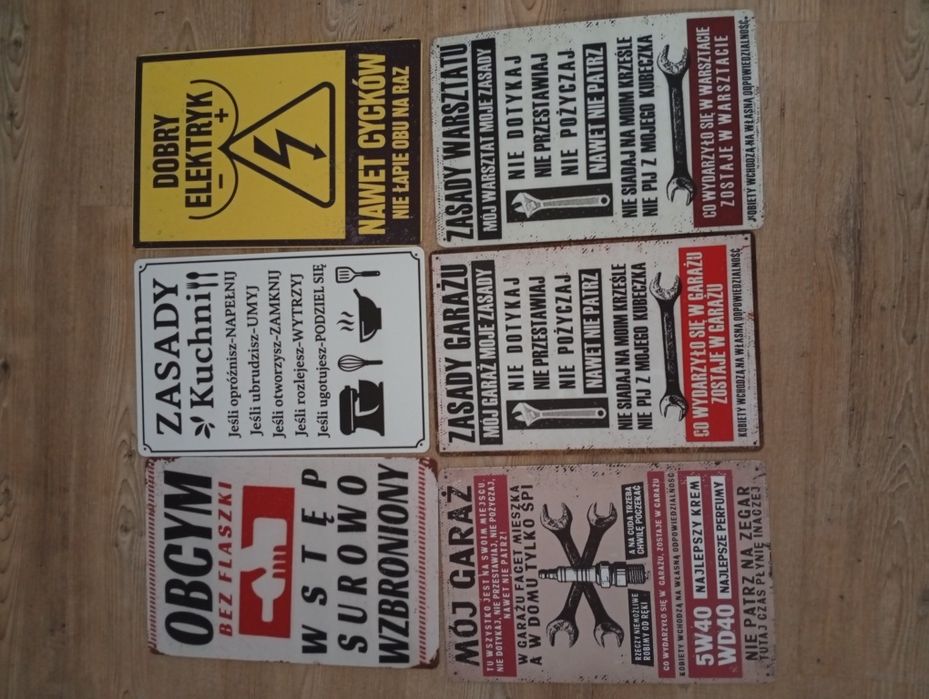 OBCYM
BEZ FLASZKI
WSTĘP
SUROWO
WZBRONIONY
ZASADY
Kuchni
Jeśli opróżnisz-NAPEŁNIJ
Jeśli ubrudzisz-UMYJ
Jeśli otworzysz-ZAMKNIJ
Jeśli rozlejesz-WYTRZYJ
Jeśli ugotujesz-PODZIEL SIĘ
DOBRY
ELEKTRYK
- +
NAWET CYCKÓW
NIE ŁAPIE OBU NA RAZ
MÓJ GARAŻ
TU WSZYSTKO JEST NA SWOIM MIEJSCU.
NIE DOTYKAJ, NIE PRZESTAWIAJ, NIE POŻYCZAJ,
NAWET NIE PATRZ!
W GARAŻU FACET MIESZKA
A W DOMU TYLKO ŚPI
RZECZY NIEMOŻLIWE
ROBIMY OD RĘKI -
A NA CUDA TRZEBA
CHWILĘ POCZEKAĆ
CO WYDARZYŁO SIĘ W GARAŻU, ZOSTAJE W GARAŻU
KOBIETY WCHODZĄ NA WŁASNĄ ODPOWIEDZIALNOŚĆ
5W40 NAJLEPSZY KREM
WD40 NAJLEPSZE PERFUMY
NIE PATRZ NA ZEGAR
TUTAJ CZAS PŁYNIE INACZEJ
ZASADY GARAŻU
MÓJ GARAŻ MOJE ZASADY
NIE DOTYKAJ
NIE PRZESTAWIAJ
NIE POŻYCZAJ
NAWET NIE PATRZ
NIE SIADAJ NA MOIM KRZEŚLE
NIE PIJ Z MOJEGO KUBECZKA
CO WYDARZYŁO SIĘ W GARAŻU
ZOSTAJE W GARAŻU
KOBIETY WCHODZĄ NA WŁASNĄ ODPOWIEDZIALNOŚĆ
ZASADY WARSZTATU
MÓJ WARSZTAT MOJE ZASADY
NIE DOTYKAJ
NIE PRZESTAWIAJ
NIE POŻYCZAJ
NAWET NIE PATRZ
NIE SIADAJ NA MOIM KRZEŚLE
NIE PIJ Z MOJEGO KUBECZKA
CO WYDARZYŁO SIĘ W WARSZTACIE
ZOSTAJE W WARSZTACIE
KOBIETY WCHODZĄ NA WŁASNĄ ODPOWIEDZIALNOŚĆ